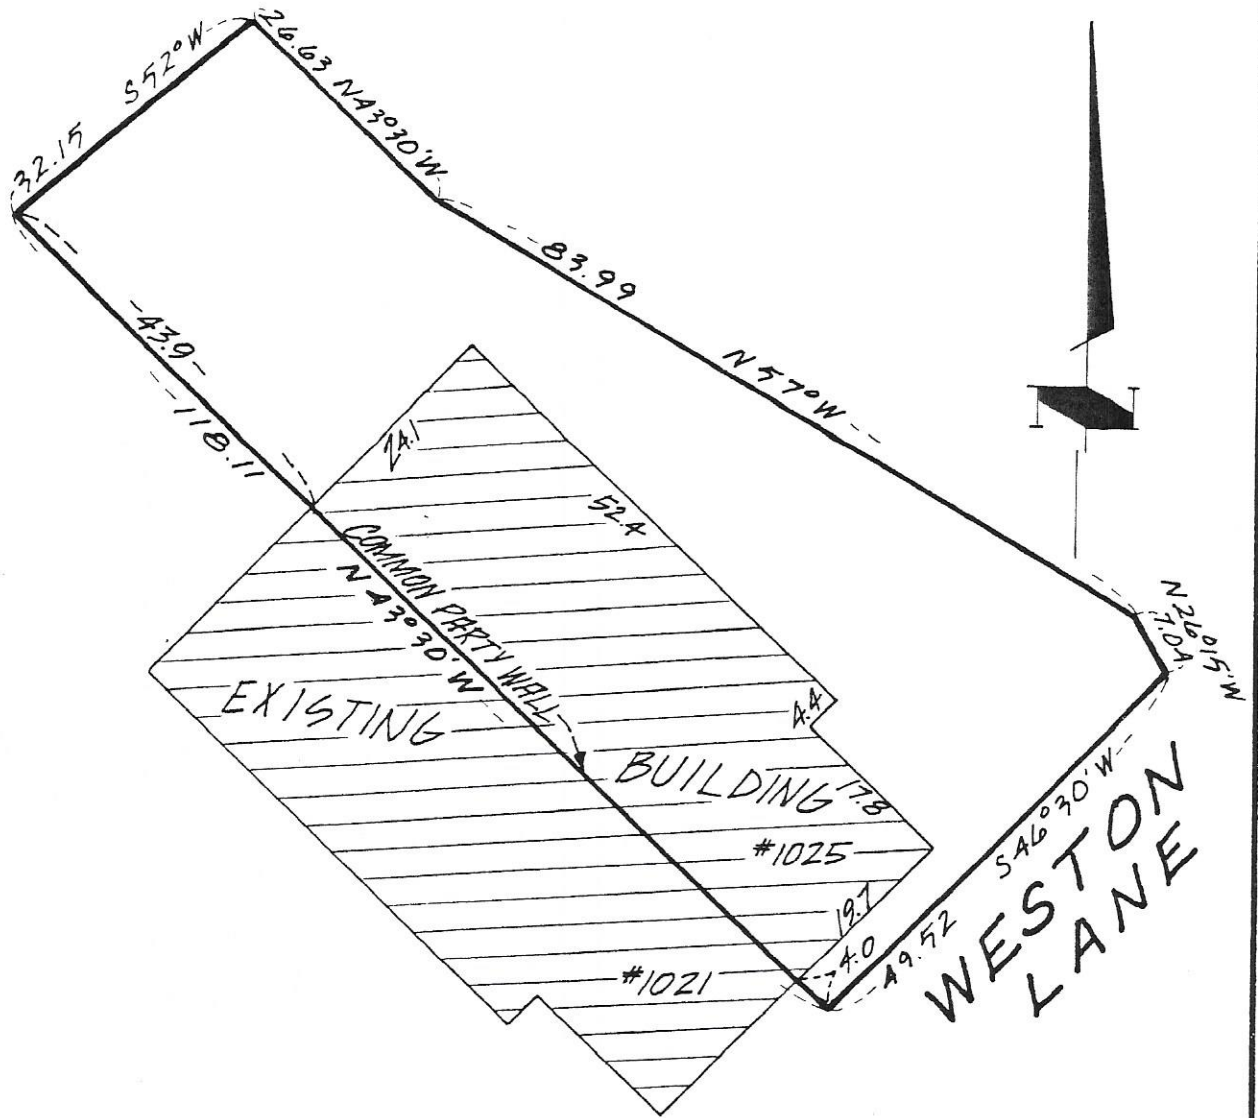 S52°W
32.15
26.63 N43°30'W
83.99
N57°W
N26°15'W
7.04
43.9
118.11
24.1
52.4
COMMON PARTY WALL
N 43°30'W
EXISTING
BUILDING
4.4
17.8
#1025
19.7
4.0
#1021
49.52
S46°30'W
WESTON
LANE